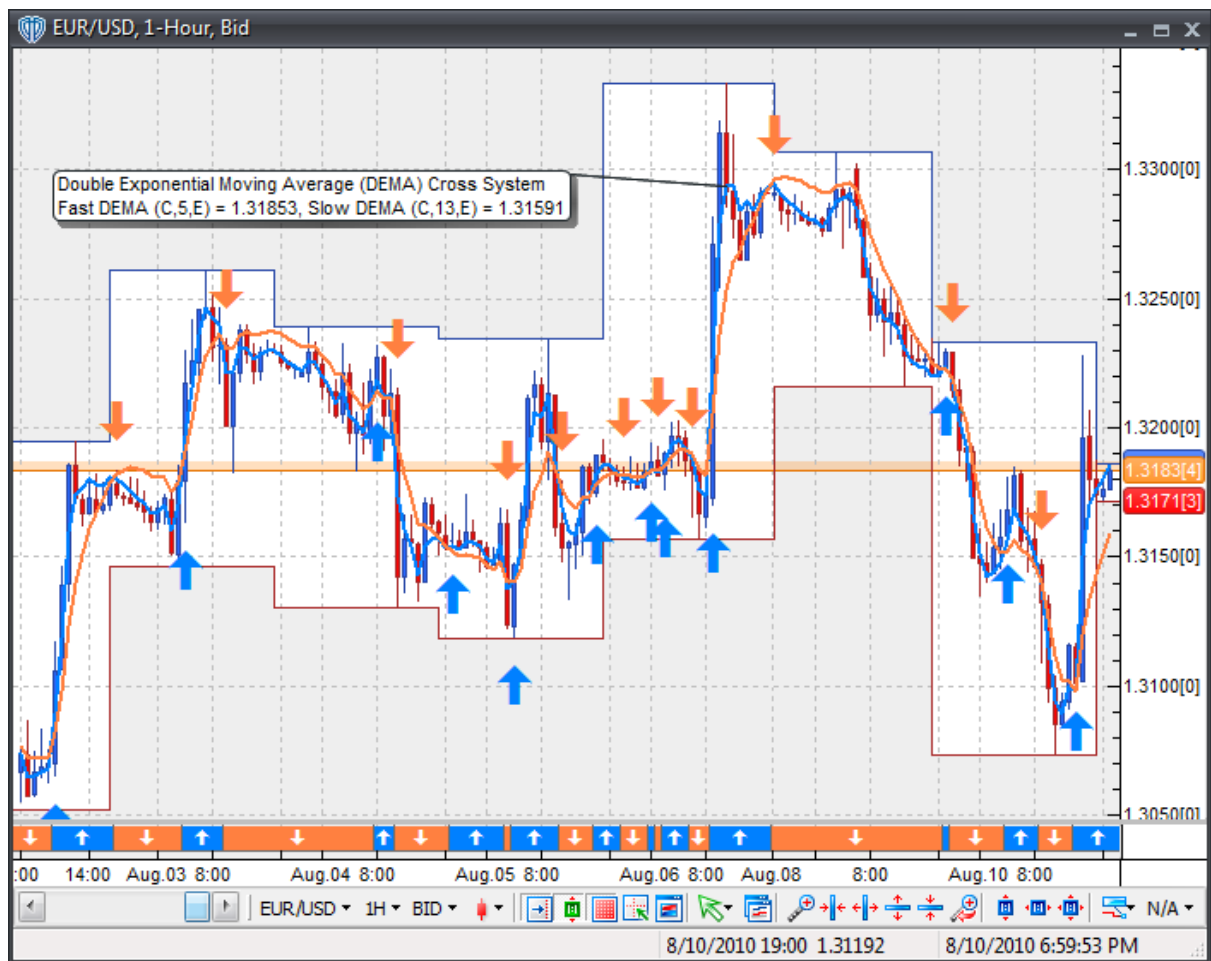 EUR/USD, 1-Hour, Bid
Double Exponential Moving Average (DEMA) Cross System
Fast DEMA (C,5,E) = 1.31853, Slow DEMA (C,13,E) = 1.31591
1.3300[0]
1.3250[0]
1.3200[0]
1.3183[4]
1.3171[3]
1.3150[0]
1.3100[0]
1.3050[0]
:00 14:00 Aug.03 8:00 Aug.04 8:00 Aug.05 8:00 Aug.06 8:00 Aug.08 8:00 Aug.10 8:00
EUR/USD 1H BID N/A
8/10/2010 19:00 1.31192 8/10/2010 6:59:53 PM